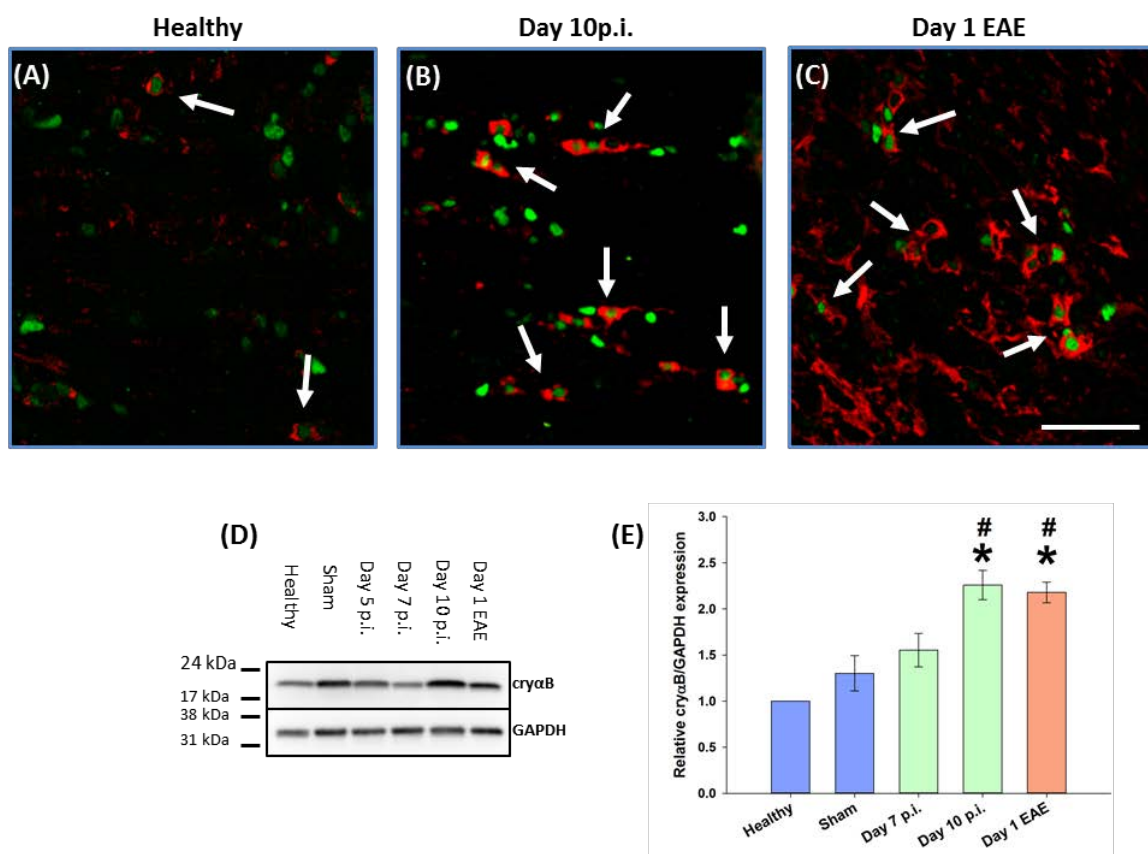 Healthy
Day 10p.i.
Day 1 EAE
(A)
(B)
(C)
(D)
Healthy
Sham
Day 5 p.i.
Day 7 p.i.
Day 10 p.i.
Day 1 EAE
24 kDa
17 kDa
38 kDa
31 kDa
cryαB
GAPDH
(E)
Relative cryαB/GAPDH expression
3.0
2.5
2.0
1.5
1.0
0.5
0.0
#
*
#
*
Healthy
Sham
Day 7 p.i.
Day 10 p.i.
Day 1 EAE